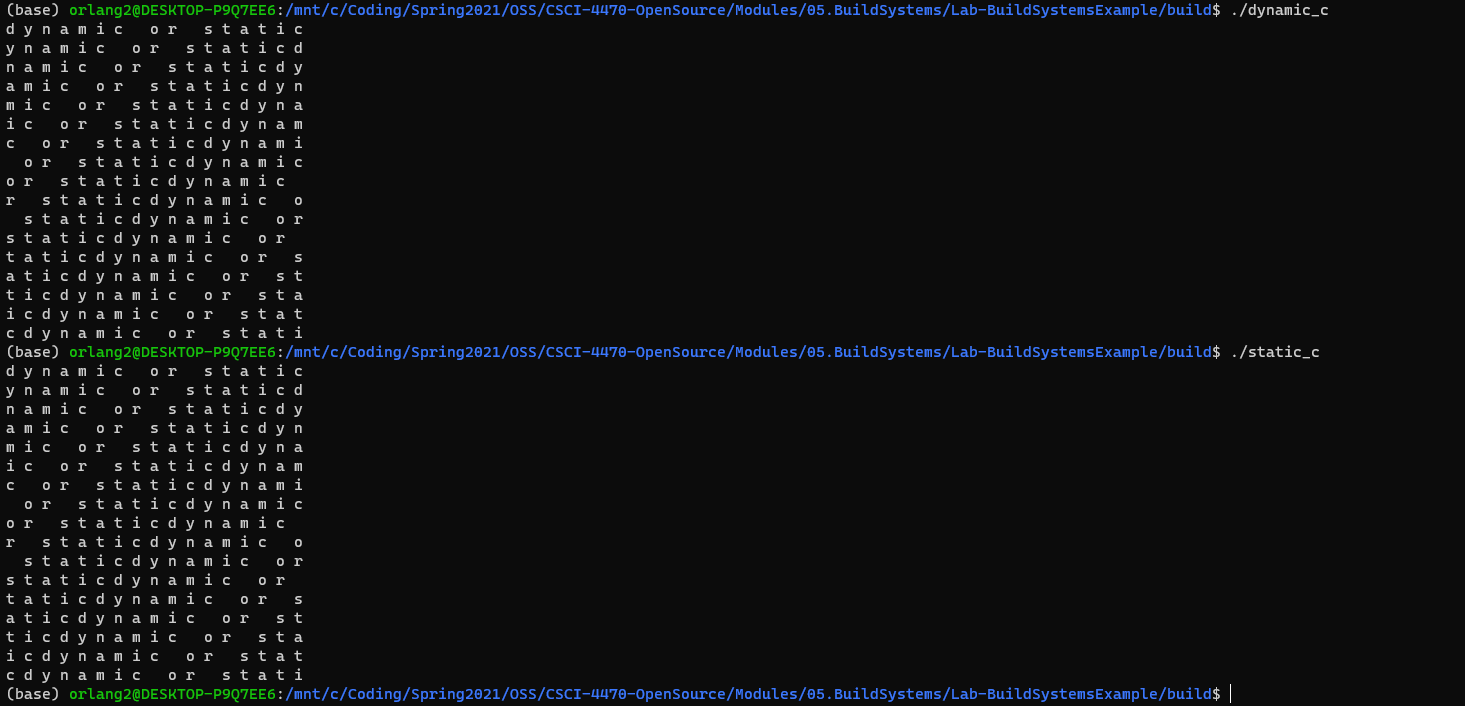 (base) orlang2@DESKTOP-P9Q7EE6:/mnt/c/Coding/Spring2021/OSS/CSCI-4470-OpenSource/Modules/05.BuildSystems/Lab-BuildSystemsExample/build$ ./dynamic_c
d y n a m i c   o r   s t a t i c
y n a m i c   o r   s t a t i c d
n a m i c   o r   s t a t i c d y
a m i c   o r   s t a t i c d y n
m i c   o r   s t a t i c d y n a
i c   o r   s t a t i c d y n a m
c   o r   s t a t i c d y n a m i
  o r   s t a t i c d y n a m i c
o r   s t a t i c d y n a m i c
r   s t a t i c d y n a m i c   o
  s t a t i c d y n a m i c   o r
s t a t i c d y n a m i c   o r
t a t i c d y n a m i c   o r   s
a t i c d y n a m i c   o r   s t
t i c d y n a m i c   o r   s t a
i c d y n a m i c   o r   s t a t
c d y n a m i c   o r   s t a t i
(base) orlang2@DESKTOP-P9Q7EE6:/mnt/c/Coding/Spring2021/OSS/CSCI-4470-OpenSource/Modules/05.BuildSystems/Lab-BuildSystemsExample/build$ ./static_c
d y n a m i c   o r   s t a t i c
y n a m i c   o r   s t a t i c d
n a m i c   o r   s t a t i c d y
a m i c   o r   s t a t i c d y n
m i c   o r   s t a t i c d y n a
i c   o r   s t a t i c d y n a m
c   o r   s t a t i c d y n a m i
  o r   s t a t i c d y n a m i c
o r   s t a t i c d y n a m i c
r   s t a t i c d y n a m i c   o
  s t a t i c d y n a m i c   o r
s t a t i c d y n a m i c   o r
t a t i c d y n a m i c   o r   s
a t i c d y n a m i c   o r   s t
t i c d y n a m i c   o r   s t a
i c d y n a m i c   o r   s t a t
c d y n a m i c   o r   s t a t i
(base) orlang2@DESKTOP-P9Q7EE6:/mnt/c/Coding/Spring2021/OSS/CSCI-4470-OpenSource/Modules/05.BuildSystems/Lab-BuildSystemsExample/build$